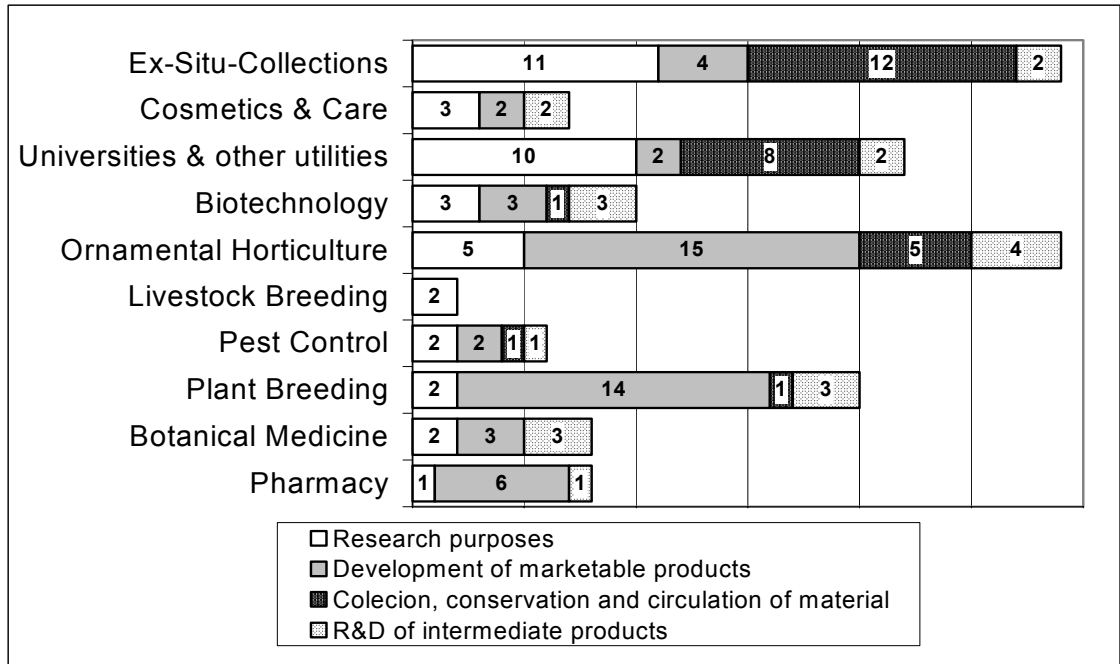 Ex-Situ-Collections 11 4 12 2
Cosmetics & Care 3 2 2
Universities & other utilities 10 2 8 2
Biotechnology 3 3 1 3
Ornamental Horticulture 5 15 5 4
Livestock Breeding 2
Pest Control 2 2 1 1
Plant Breeding 2 14 1 3
Botanical Medicine 2 3 3
Pharmacy 1 6 1
Research purposes
Development of marketable products
Colecion, conservation and circulation of material
R&D of intermediate products